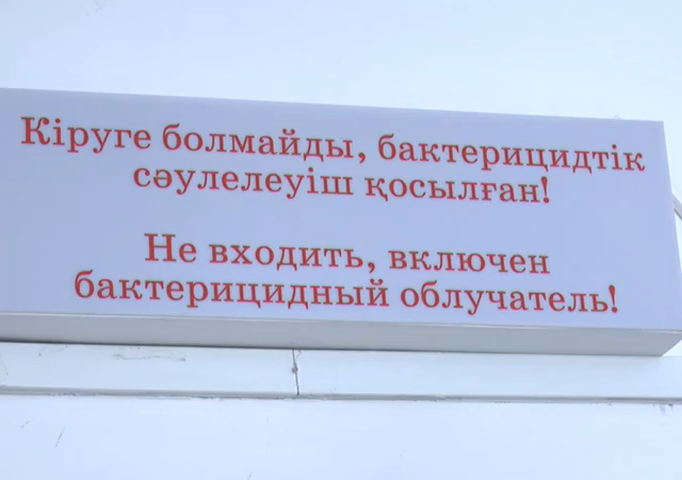 Кіруге болмайды, бактерицидтік
сәулелеуіш қосылған!
Не входить, включен
бактерицидный облучатель!